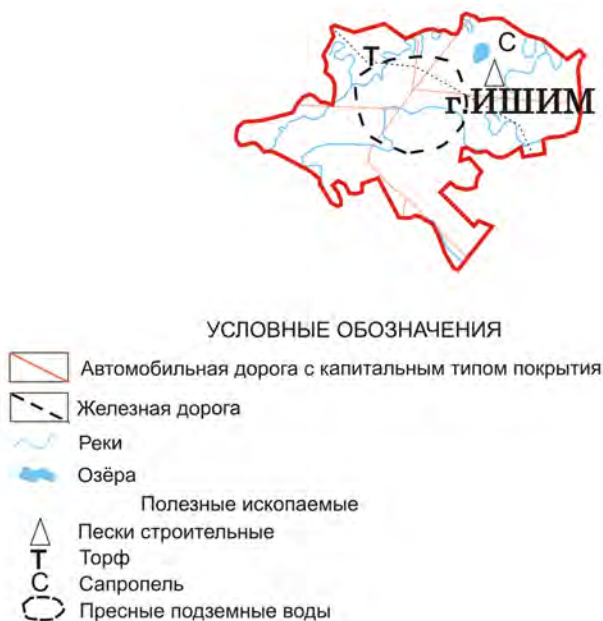 С
Т
г.ИШИМ
УСЛОВНЫЕ ОБОЗНАЧЕНИЯ
Автомобильная дорога с капитальным типом покрытия
Железная дорога
Реки
Озёра
Полезные ископаемые
Пески строительные
Т Торф
С Сапропель
Пресные подземные воды